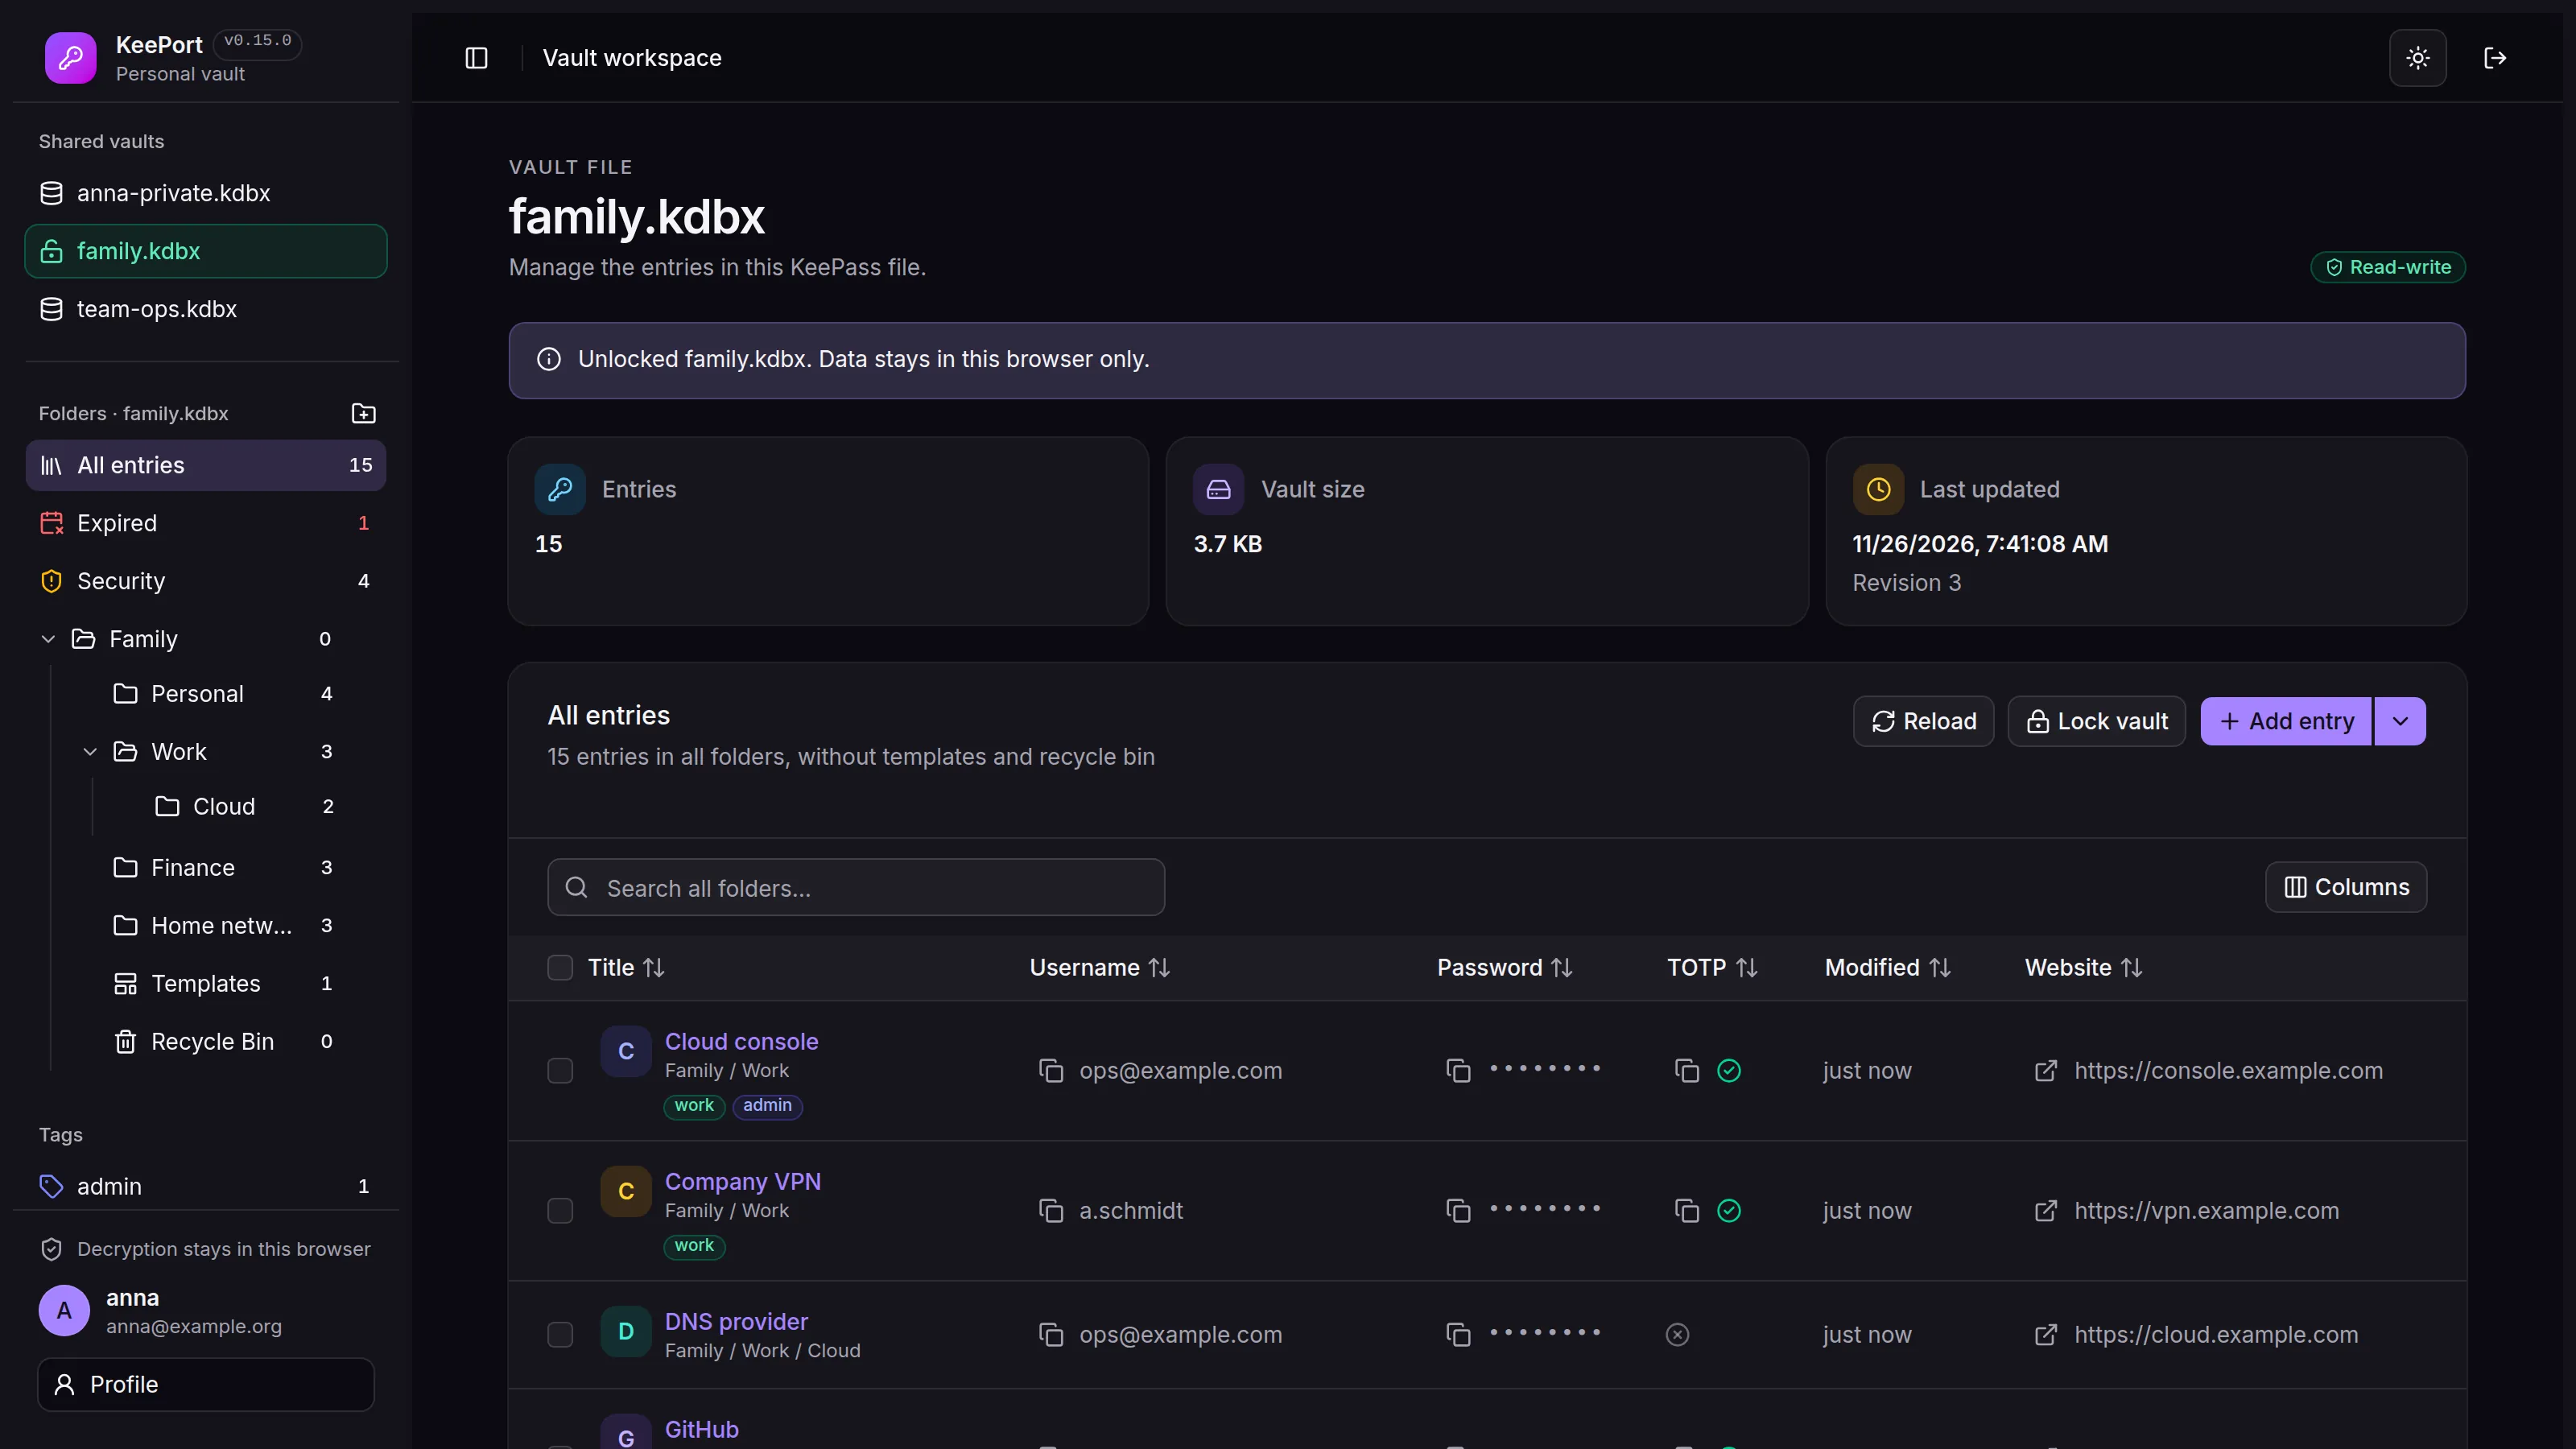 KeePort v0.15.0
Personal vault
Shared vaults
anna-private.kdbx
family.kdbx
team-ops.kdbx
Folders · family.kdbx
All entries 15
Expired 1
Security 4
Family 0
Personal 4
Work 3
Cloud 2
Finance 3
Home netw... 3
Templates 1
Recycle Bin 0
Tags
admin 1
Decryption stays in this browser
A anna
anna@example.org
Profile
Vault workspace
VAULT FILE
family.kdbx
Manage the entries in this KeePass file.
Read-write
Unlocked family.kdbx. Data stays in this browser only.
Entries
15
Vault size
3.7 KB
Last updated
11/26/2026, 7:41:08 AM
Revision 3
All entries
15 entries in all folders, without templates and recycle bin
Reload Lock vault Add entry
Search all folders...
Columns
Title Username Password TOTP Modified Website
C Cloud console
Family / Work
work admin
ops@example.com •••••••• just now https://console.example.com
C Company VPN
Family / Work
work
a.schmidt •••••••• just now https://vpn.example.com
D DNS provider
Family / Work / Cloud
ops@example.com •••••••• just now https://cloud.example.com
G GitHub